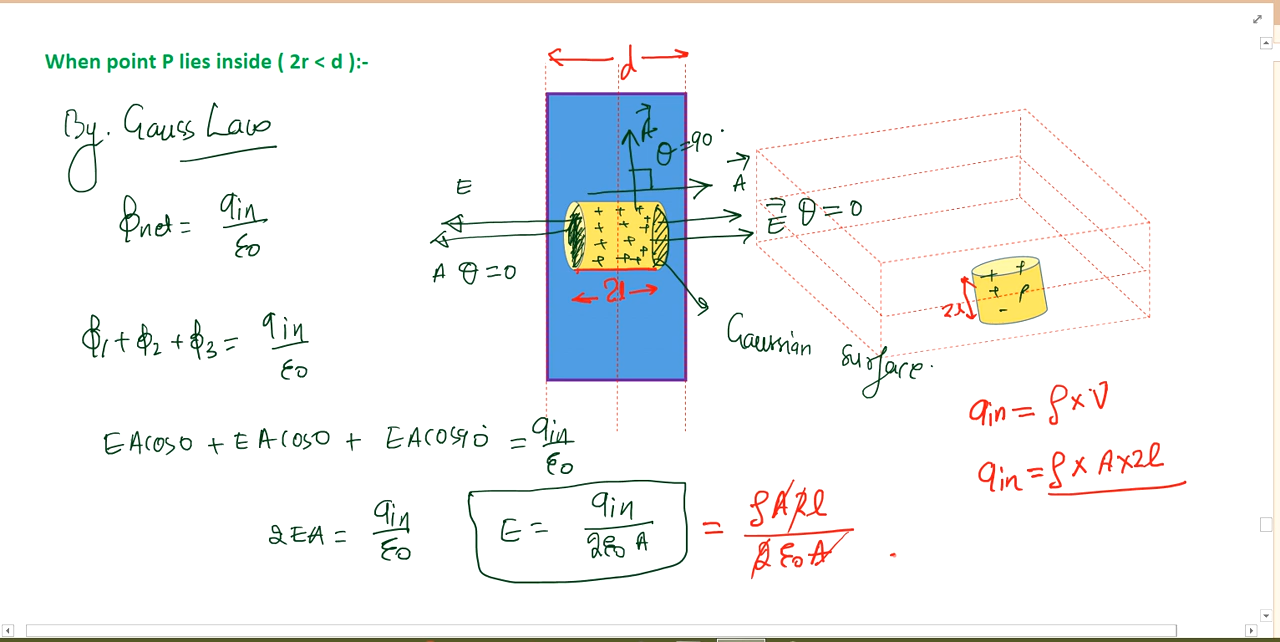 When point P lies inside ( 2r < d ):-
d
By. Gauss Law
A θ=90°
E
A
E θ=0
ϕnet = qin/ε0
A θ=0
2l
2l
Gaussian surface.
ϕ1+ϕ2+ϕ3 = qin/ε0
qin = ρ×V
EAcos0 + EAcos0 + EAcos90 = qin/ε0
qin = ρ×A×2l
2EA = qin/ε0
E = qin/2ε0 A = ρA2l/2ε0A .